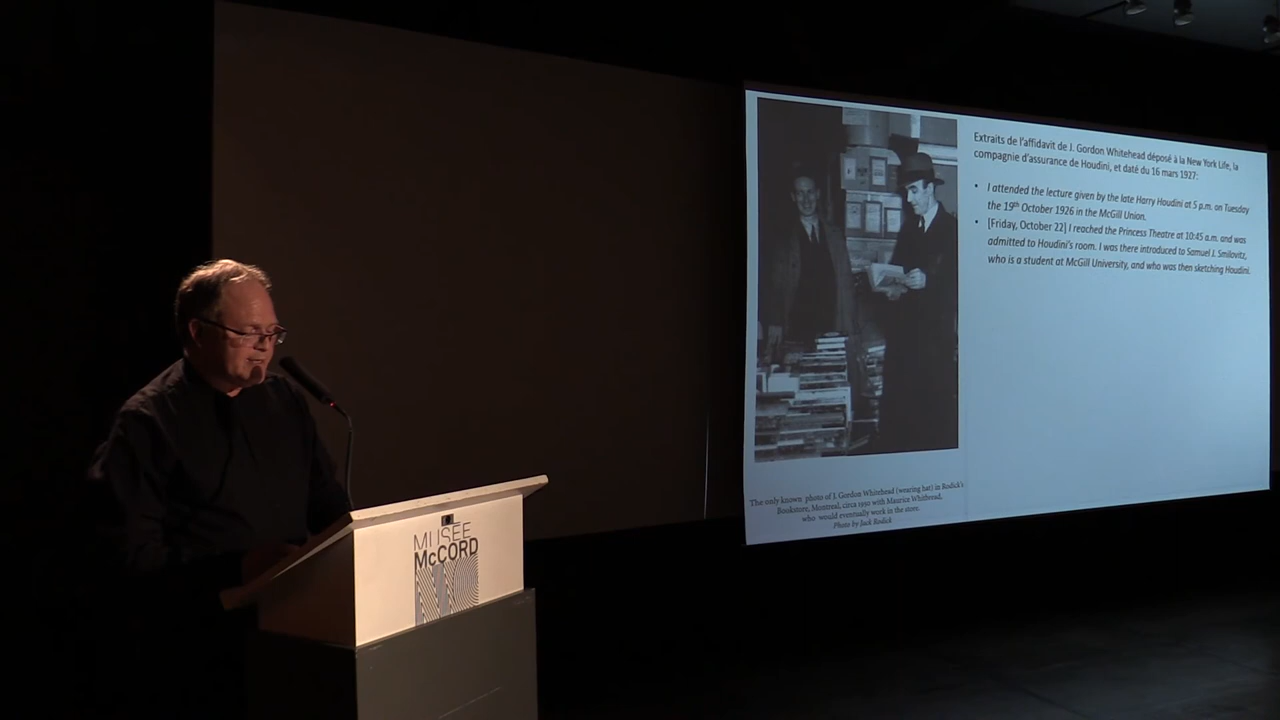 MUSÉE
McCORD
Extraits de l'affidavit de J. Gordon Whitehead déposé à la New York Life, la
compagnie d'assurance de Houdini, et daté du 16 mars 1927:
• I attended the lecture given by the late Harry Houdini at 5 p.m. on Tuesday
the 19th October 1926 in the McGill Union.
• [Friday, October 22] I reached the Princess Theatre at 10:45 a.m. and was
admitted to Houdini's room. I was there introduced to Samuel J. Smilovitz,
who is a student at McGill University, and who was then sketching Houdini.
The only known photo of J. Gordon Whitehead (wearing hat) in Rodick's
Bookstore, Montreal, circa 1950 with Maurice Whitbread,
who would eventually work in the store.
Photo by Jack Rodick